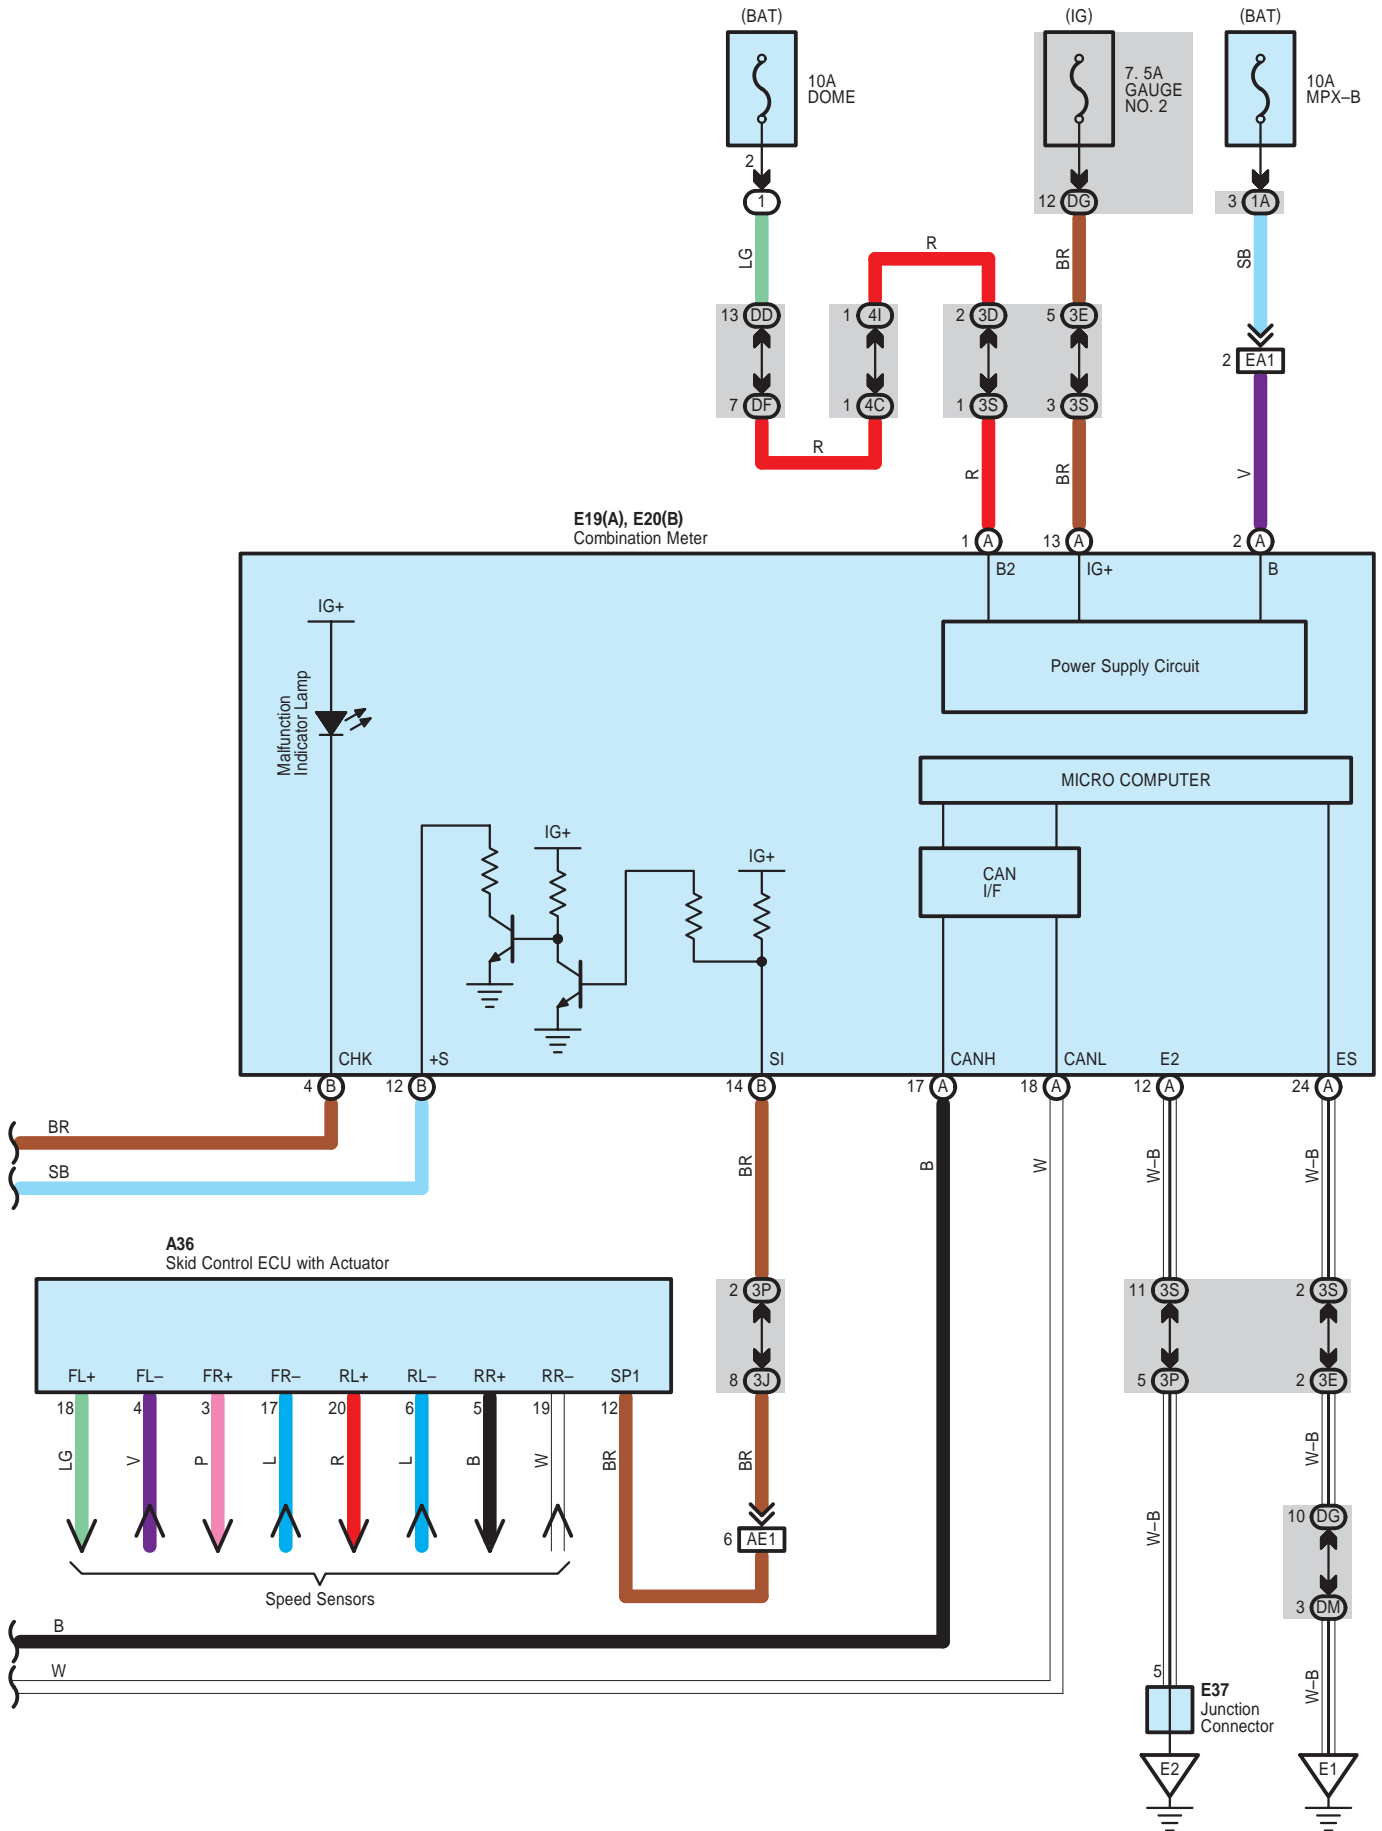 (BAT)
(IG)
(BAT)
10A
DOME
7. 5A
GAUGE
NO. 2
10A
MPX–B
2
1
12 DG
3 1A
LG
R
BR
SB
13 DD
1 4I
2 3D
5 3E
2 EA1
7 DF
1 4C
1 3S
3 3S
R
R
BR
V
E19(A), E20(B)
Combination Meter
1 A
13 A
2 A
B2
IG+
B
IG+
Power Supply Circuit
Malfunction
Indicator Lamp
MICRO COMPUTER
IG+
IG+
CAN
I/F
CHK
+S
SI
CANH
CANL
E2
ES
4 B
12 B
14 B
17 A
18 A
12 A
24 A
BR
SB
BR
B
W
W–B
W–B
A36
Skid Control ECU with Actuator
2 3P
11 3S
2 3S
FL+
FL–
FR+
FR–
RL+
RL–
RR+
RR–
SP1
8 3J
5 3P
2 3E
18
4
3
17
20
6
5
19
12
LG
V
P
L
R
L
B
W
BR
BR
W–B
W–B
10 DG
6 AE1
Speed Sensors
3 DM
B
W
5
W–B
E37
Junction
Connector
E2
E1